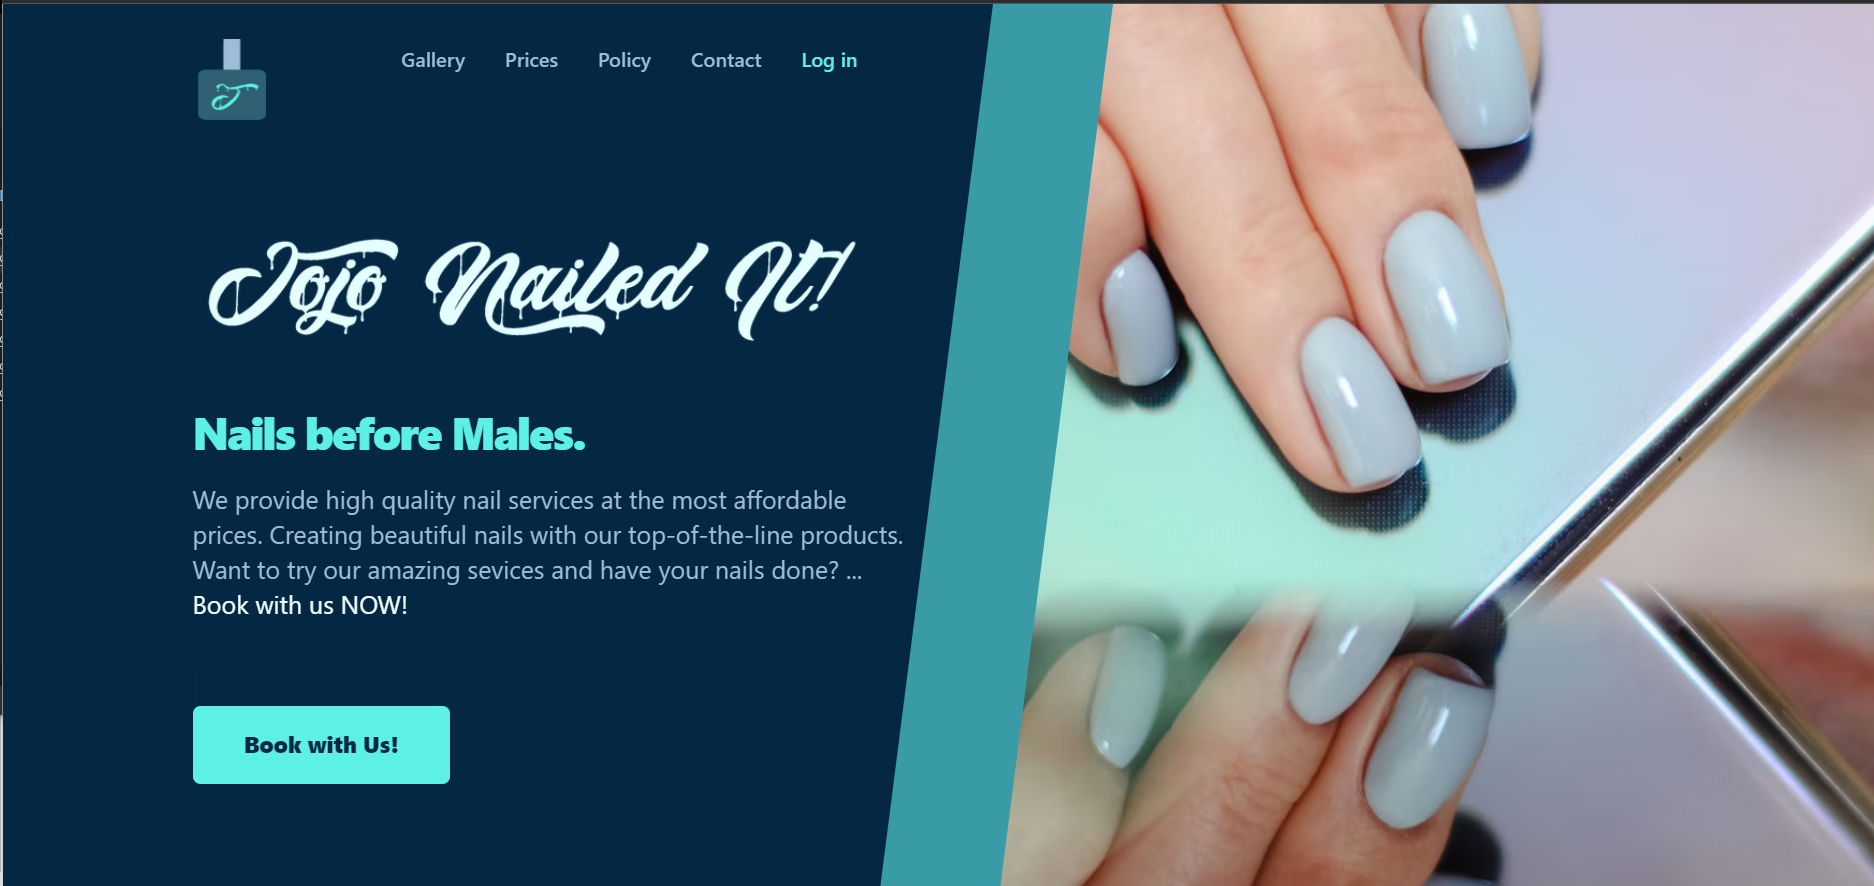 Gallery Prices Policy Contact Log in
Jojo Nailed It!
Nails before Males.
We provide high quality nail services at the most affordable
prices. Creating beautiful nails with our top-of-the-line products.
Want to try our amazing sevices and have your nails done? ...
Book with us NOW!
Book with Us!